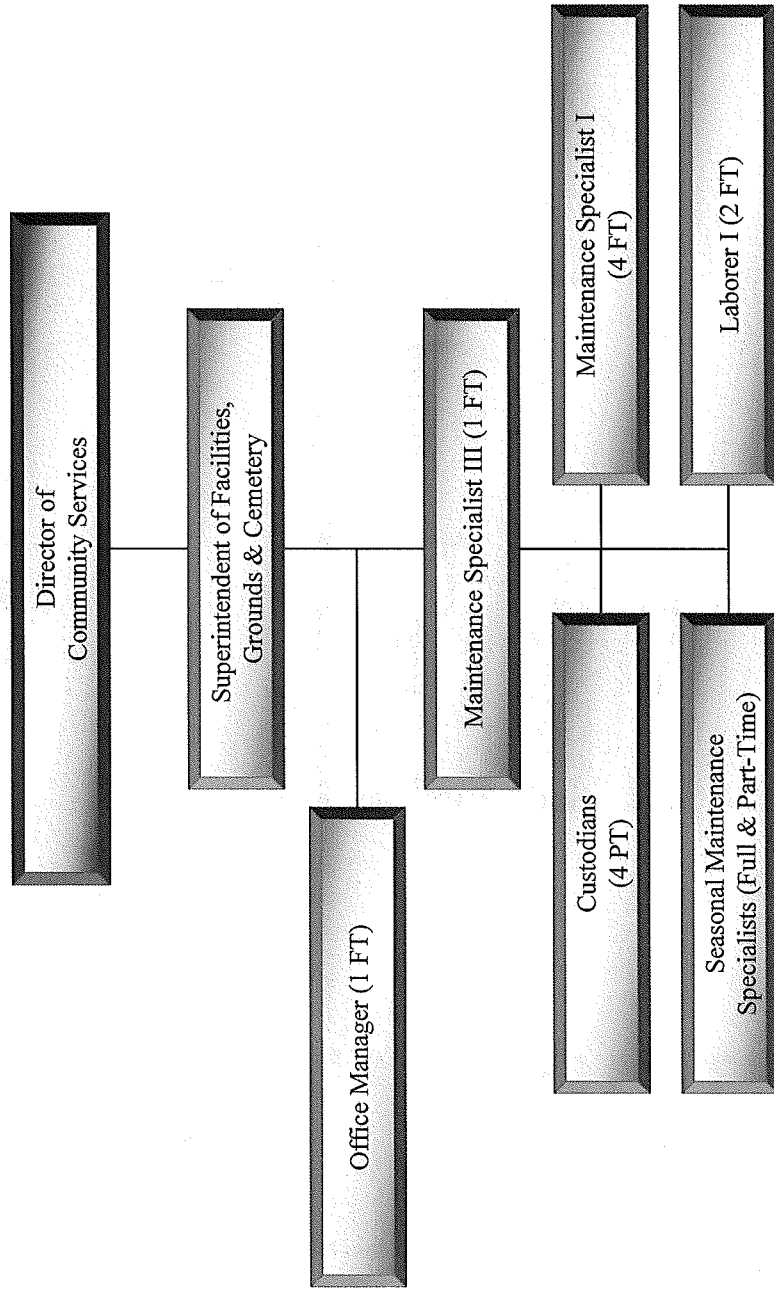 Director of
Community Services
Superintendent of Facilities,
Grounds & Cemetery
Office Manager (1 FT)
Maintenance Specialist III (1 FT)
Custodians
(4 PT)
Maintenance Specialist I
(4 FT)
Seasonal Maintenance
Specialists (Full & Part-Time)
Laborer I (2 FT)